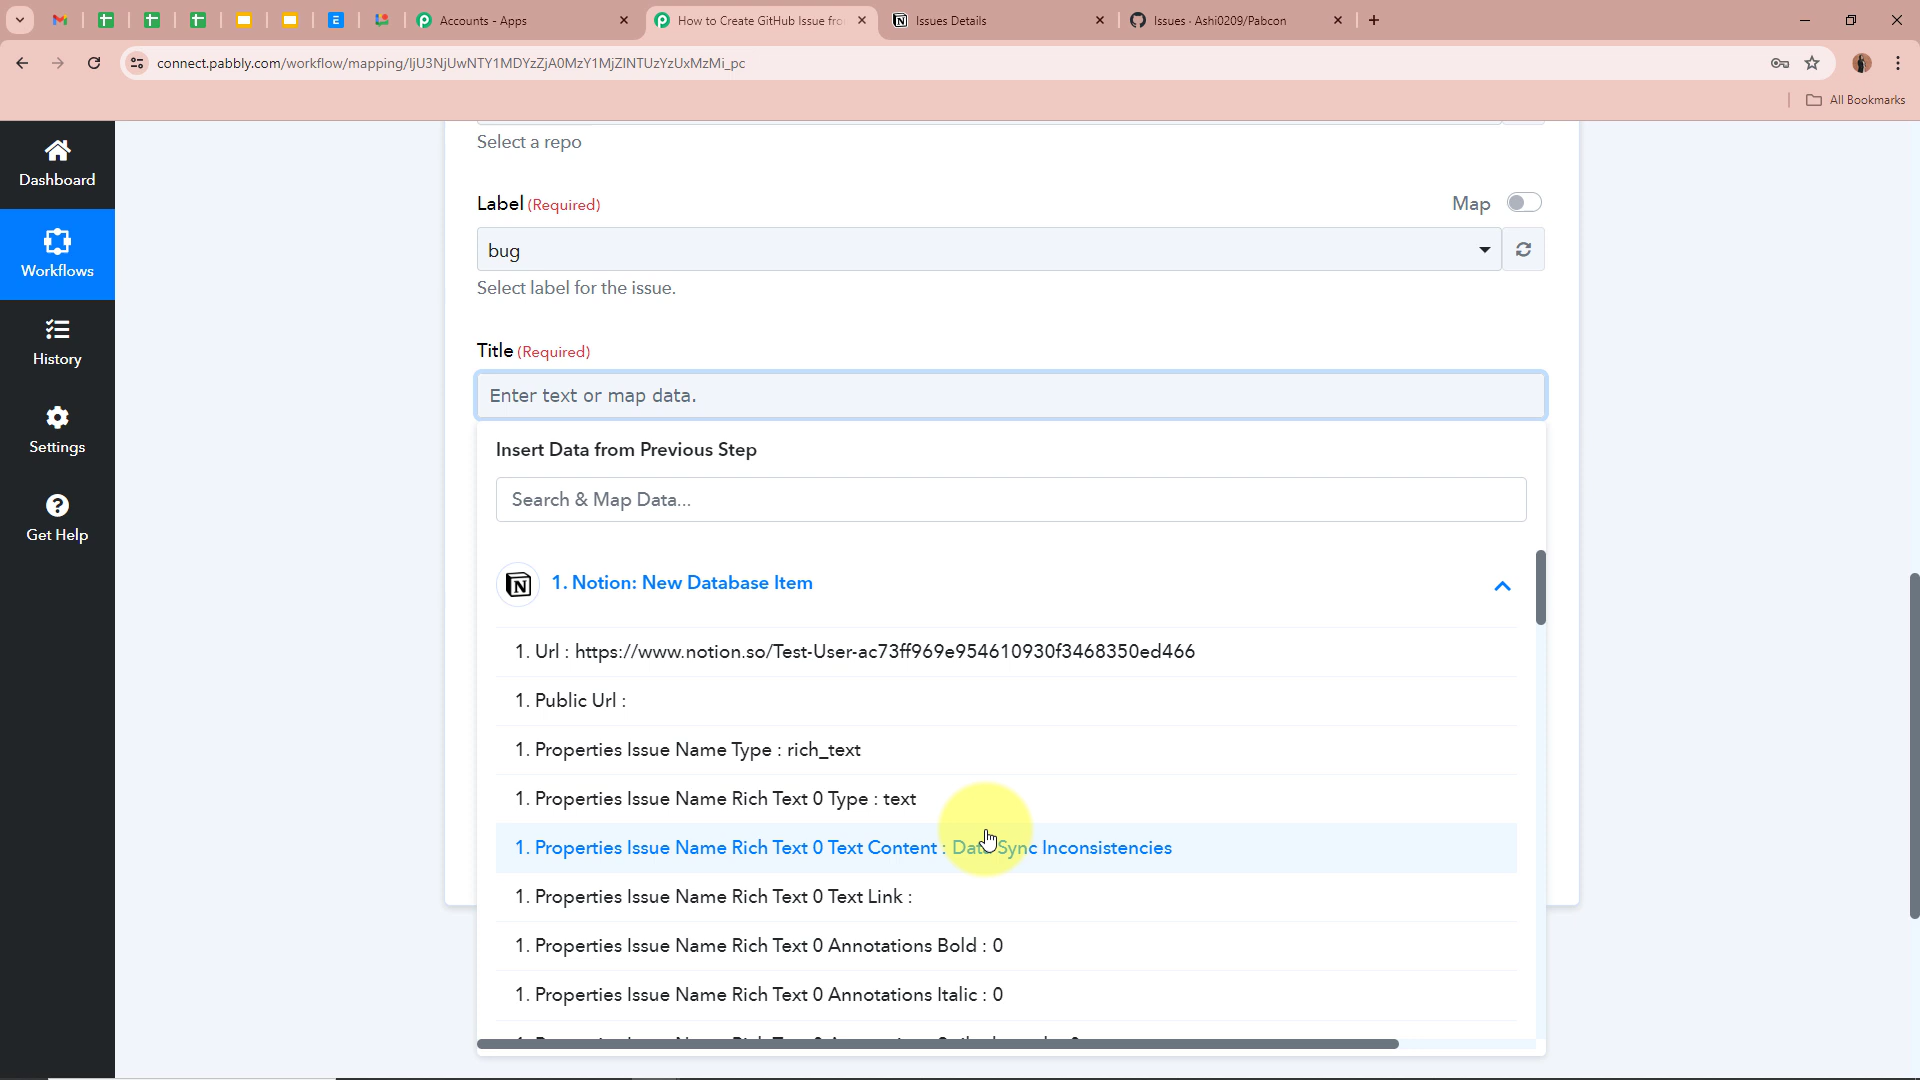 Accounts - Apps
How to Create GitHub Issue fro
Issues Details
Issues · Ashi0209/Pabcon
connect.pabbly.com/workflow/mapping/IjU3NjUwNTY1MDYzZjA0MzY1MjZlNTUzYzUxMzMi_pc
All Bookmarks
Dashboard
Workflows
History
Settings
Get Help
Select a repo
Label (Required)
Map
bug
Select label for the issue.
Title (Required)
Enter text or map data.
Insert Data from Previous Step
Search & Map Data...
1. Notion: New Database Item
1. Url : https://www.notion.so/Test-User-ac73ff969e954610930f3468350ed466
1. Public Url :
1. Properties Issue Name Type : rich_text
1. Properties Issue Name Rich Text 0 Type : text
1. Properties Issue Name Rich Text 0 Text Content : Data Sync Inconsistencies
1. Properties Issue Name Rich Text 0 Text Link :
1. Properties Issue Name Rich Text 0 Annotations Bold : 0
1. Properties Issue Name Rich Text 0 Annotations Italic : 0